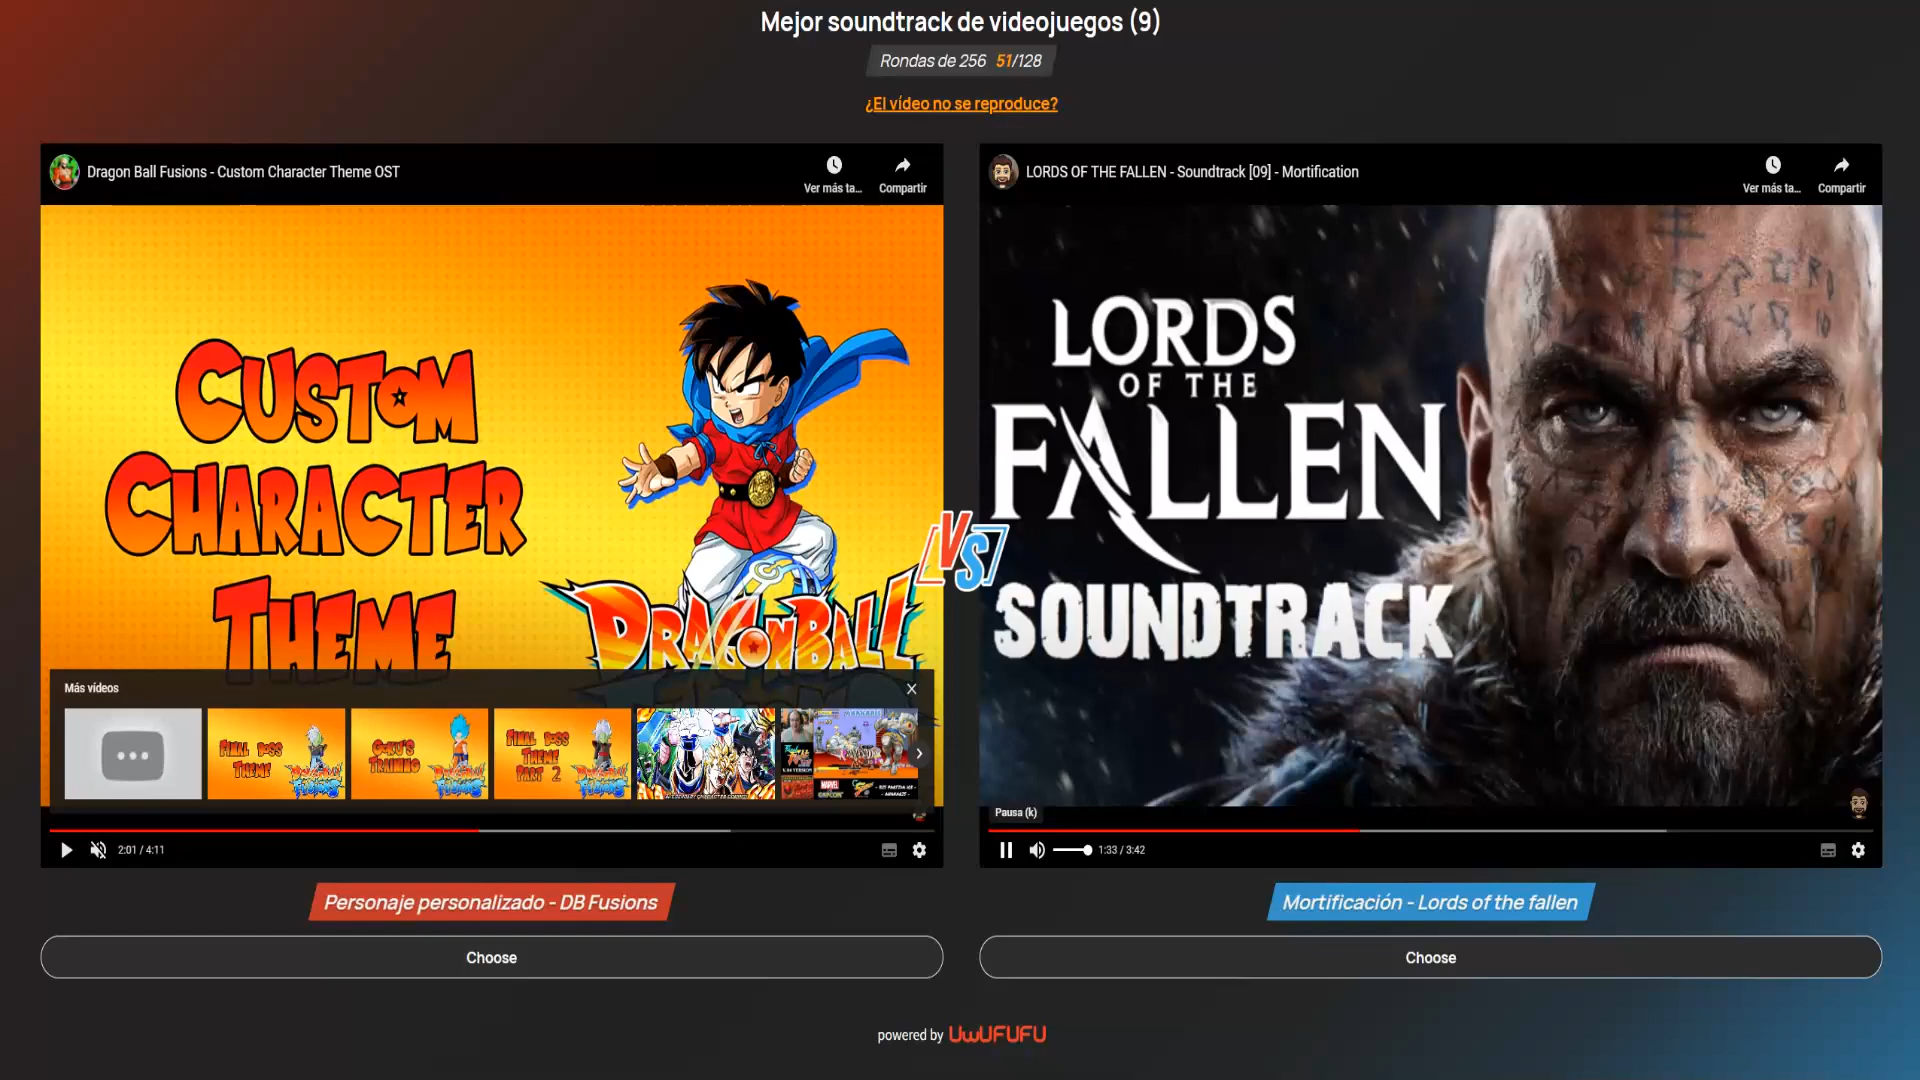 Mejor soundtrack de videojuegos (9)
Rondas de 256 51/128
¿El vídeo no se reproduce?
Dragon Ball Fusions - Custom Character Theme OST
Ver más ta...
Compartir
CUSTOM
CHARACTER
THEME
DRAGONBALL
Más vídeos
FINAL BOSS
THEME
GOKU'S
TRAINING
FINAL BOSS
THEME
PART 2
2:01 / 4:11
Personaje personalizado - DB Fusions
Choose
VS
LORDS OF THE FALLEN - Soundtrack [09] - Mortification
Ver más ta...
Compartir
LORDS
OF THE
FALLEN
SOUNDTRACK
Pausa (k)
1:33 / 3:42
Mortificación - Lords of the fallen
Choose
powered by UwUFUFU